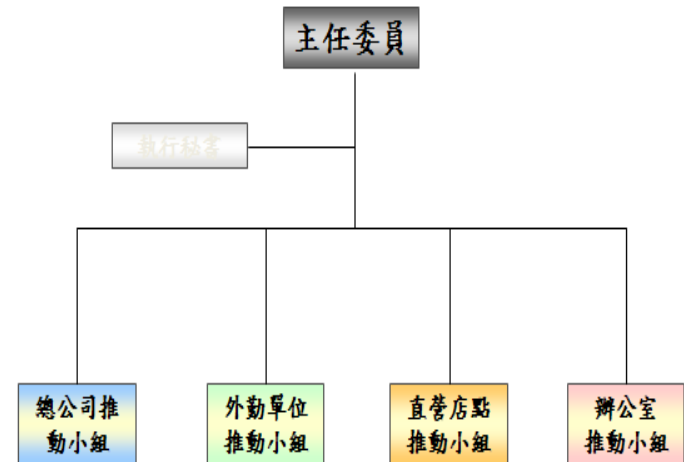 主任委員
執行秘書
總公司推
動小組
外勤單位
推動小組
直營店點
推動小組
辦公室
推動小組